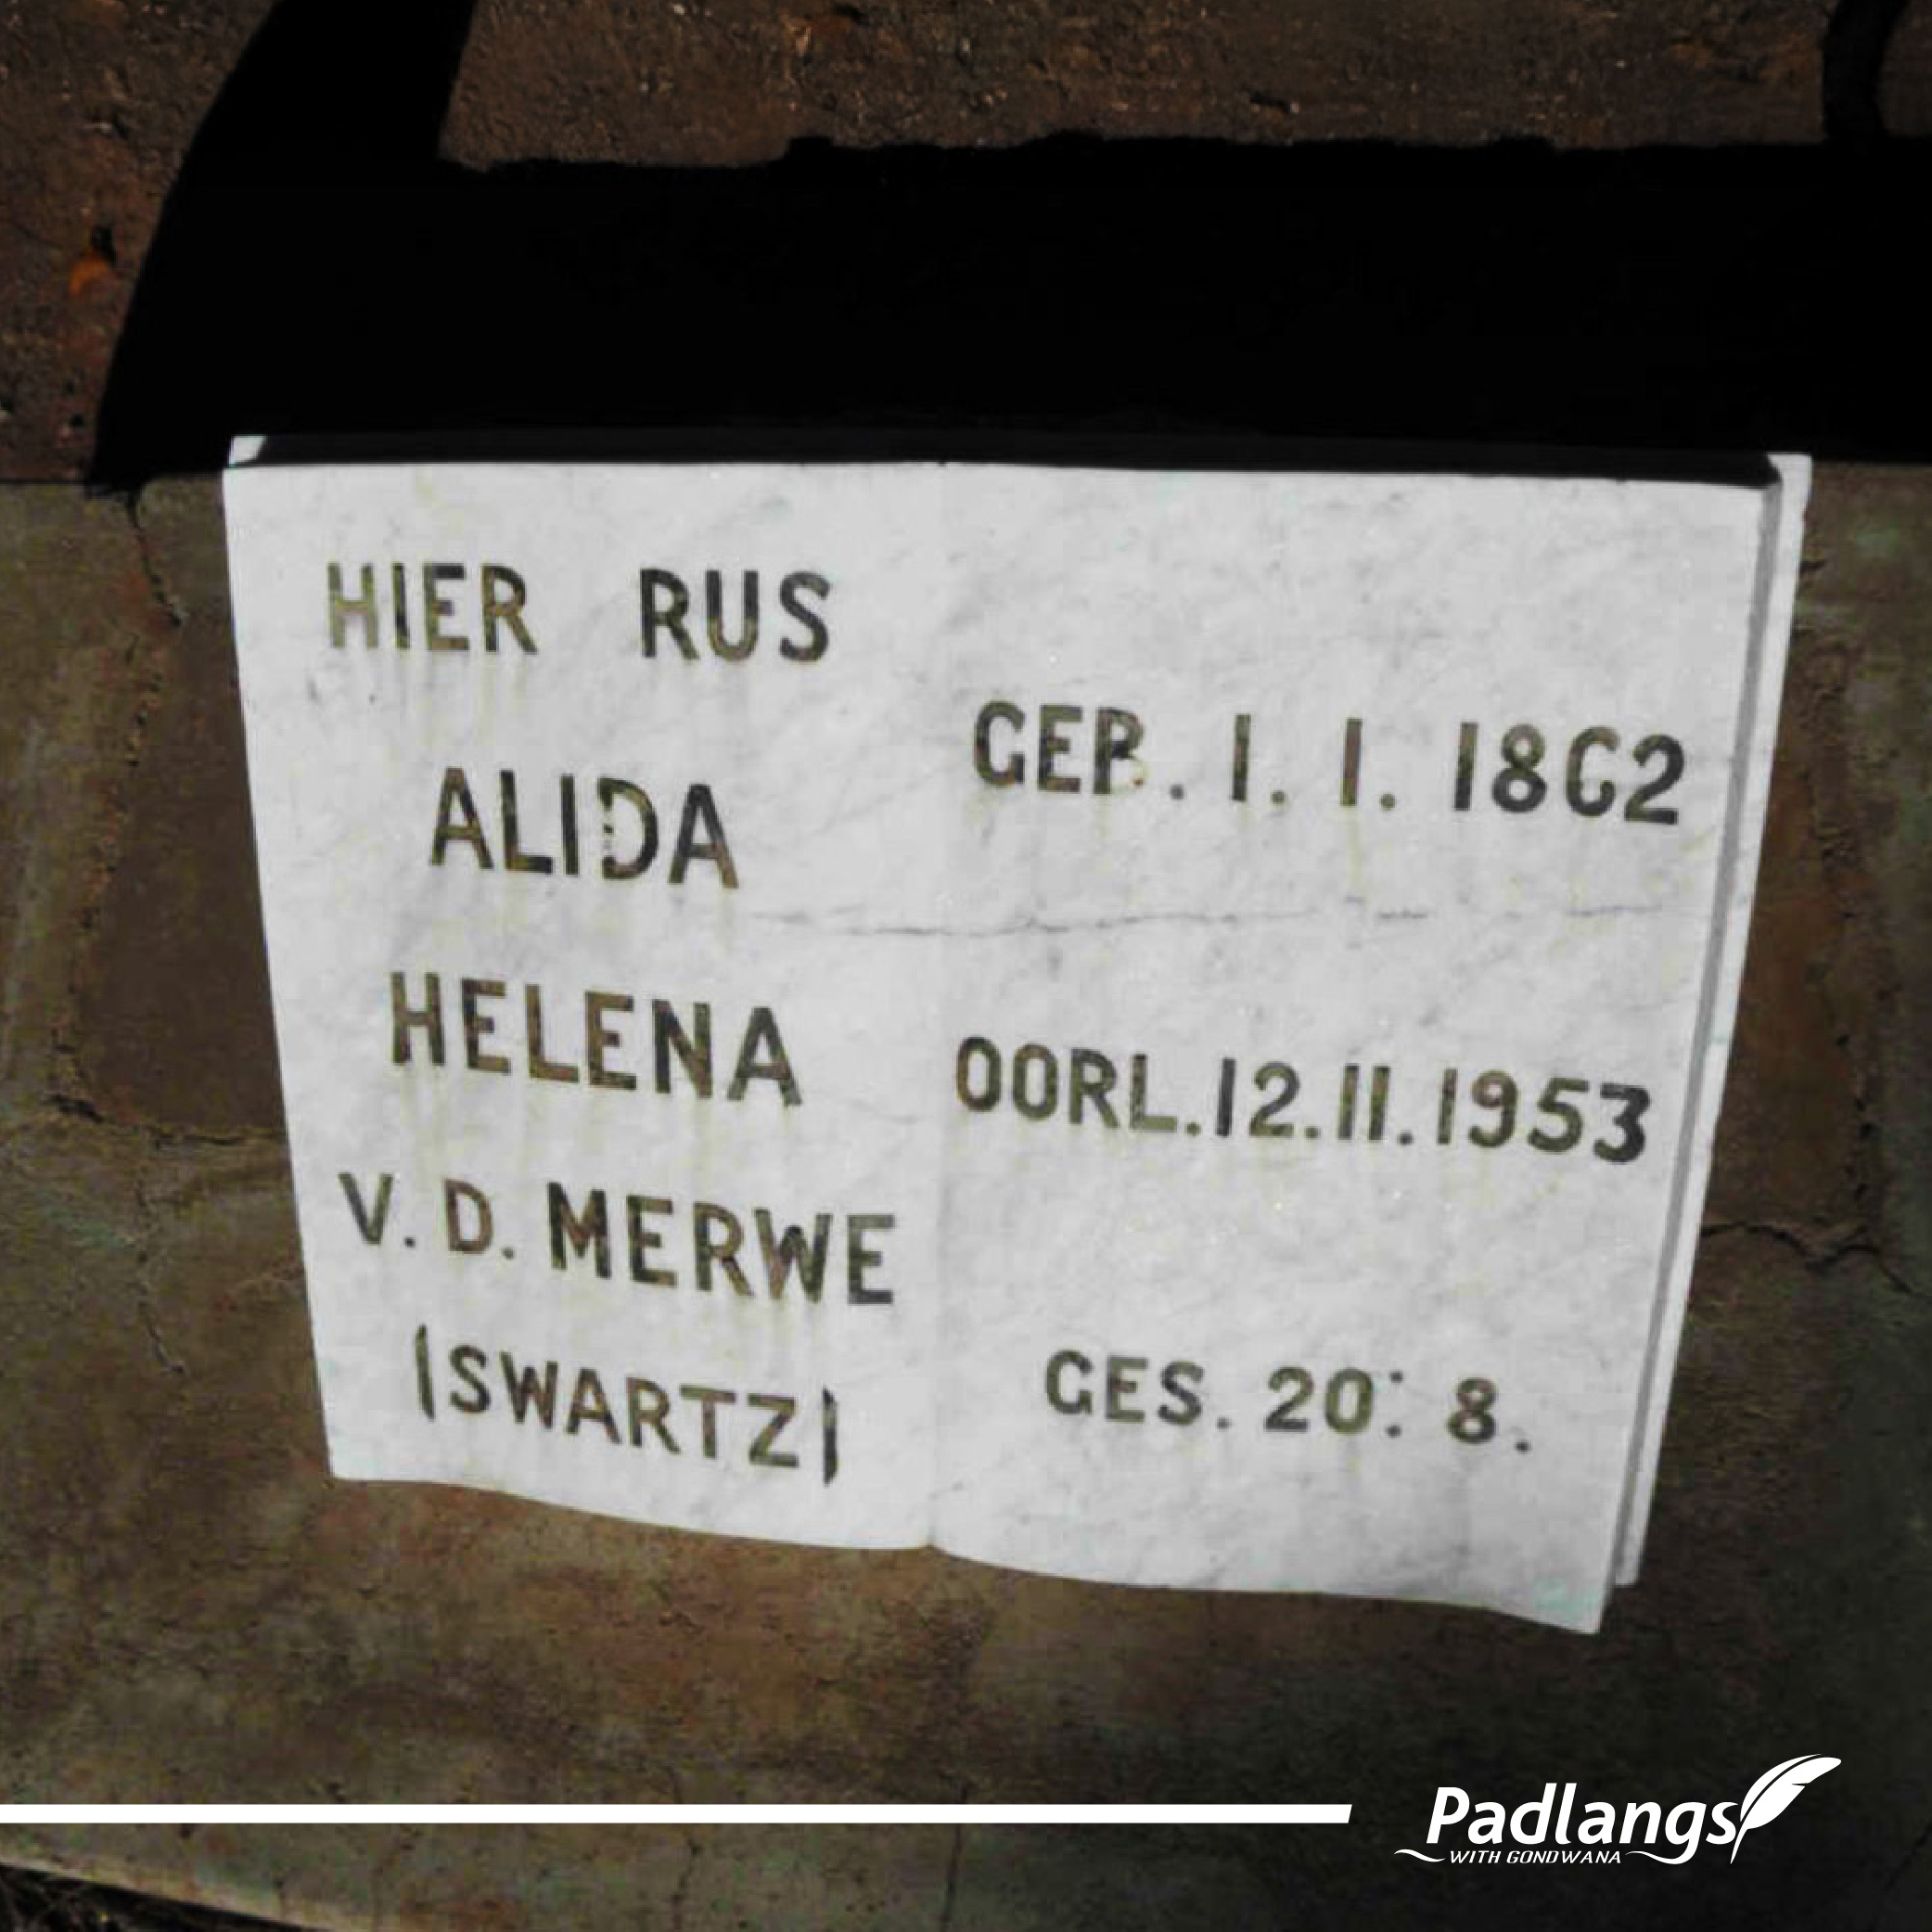 HIER RUS
ALIDA
HELENA
V. D. MERWE
(SWARTZ)
GEB. 1. 1. 1862
OORL. 12. 11. 1953
GES. 20: 8.
Padlangs
WITH GONDWANA